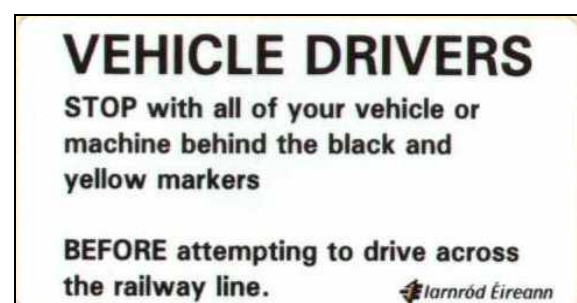 VEHICLE DRIVERS
STOP with all of your vehicle or
machine behind the black and
yellow markers
BEFORE attempting to drive across
the railway line.
Iarnród Éireann